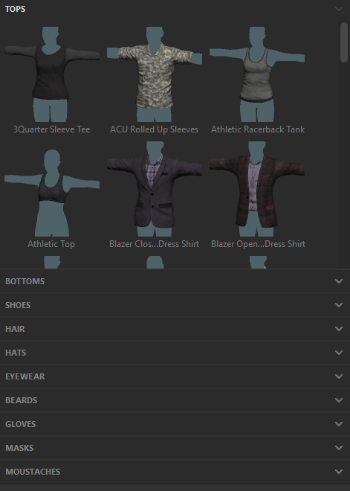 TOPS
3Quarter Sleeve Tee
ACU Rolled Up Sleeves
Athletic Racerback Tank
Athletic Top
Blazer Clos...Dress Shirt
Blazer Open...Dress Shirt
BOTTOMS
SHOES
HAIR
HATS
EYEWEAR
BEARDS
GLOVES
MASKS
MOUSTACHES